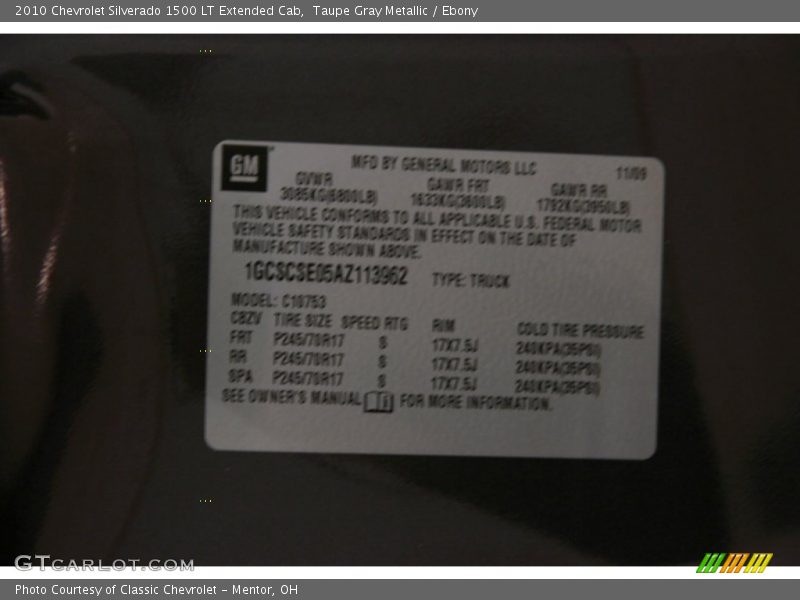 2010 Chevrolet Silverado 1500 LT Extended Cab,  Taupe Gray Metallic / Ebony
GM
MFD BY GENERAL MOTORS LLC 11/09
GVWR GAWR FRT GAWR RR
3085KG(6800LB) 1633KG(3600LB) 1792KG(3950LB)
THIS VEHICLE CONFORMS TO ALL APPLICABLE U.S. FEDERAL MOTOR
VEHICLE SAFETY STANDARDS IN EFFECT ON THE DATE OF
MANUFACTURE SHOWN ABOVE.
1GCSCSE05AZ113962 TYPE: TRUCK
MODEL: C10753
TIRE SIZE SPEED RTG RIM COLD TIRE PRESSURE
FRT P245/70R17 S 17X7.5J 240KPA(35PSI)
RR P245/70R17 S 17X7.5J 240KPA(35PSI)
SPA P245/70R17 S 17X7.5J 240KPA(35PSI)
SEE OWNER'S MANUAL FOR MORE INFORMATION.
GTCARLOT.COM
Photo Courtesy of Classic Chevrolet - Mentor, OH